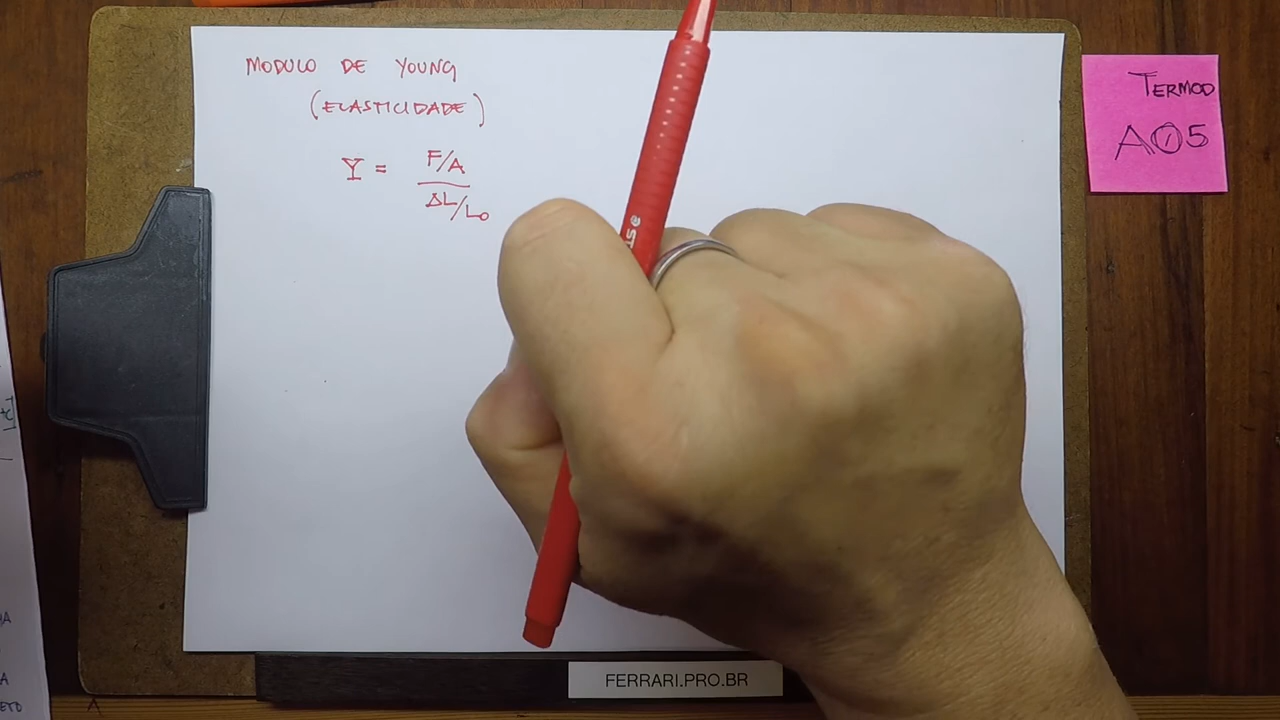 MODULO DE YOUNG
(ELASTICIDADE)
Y = F/A
ΔL/L0
TERMOD
A05
FERRARI.PRO.BR